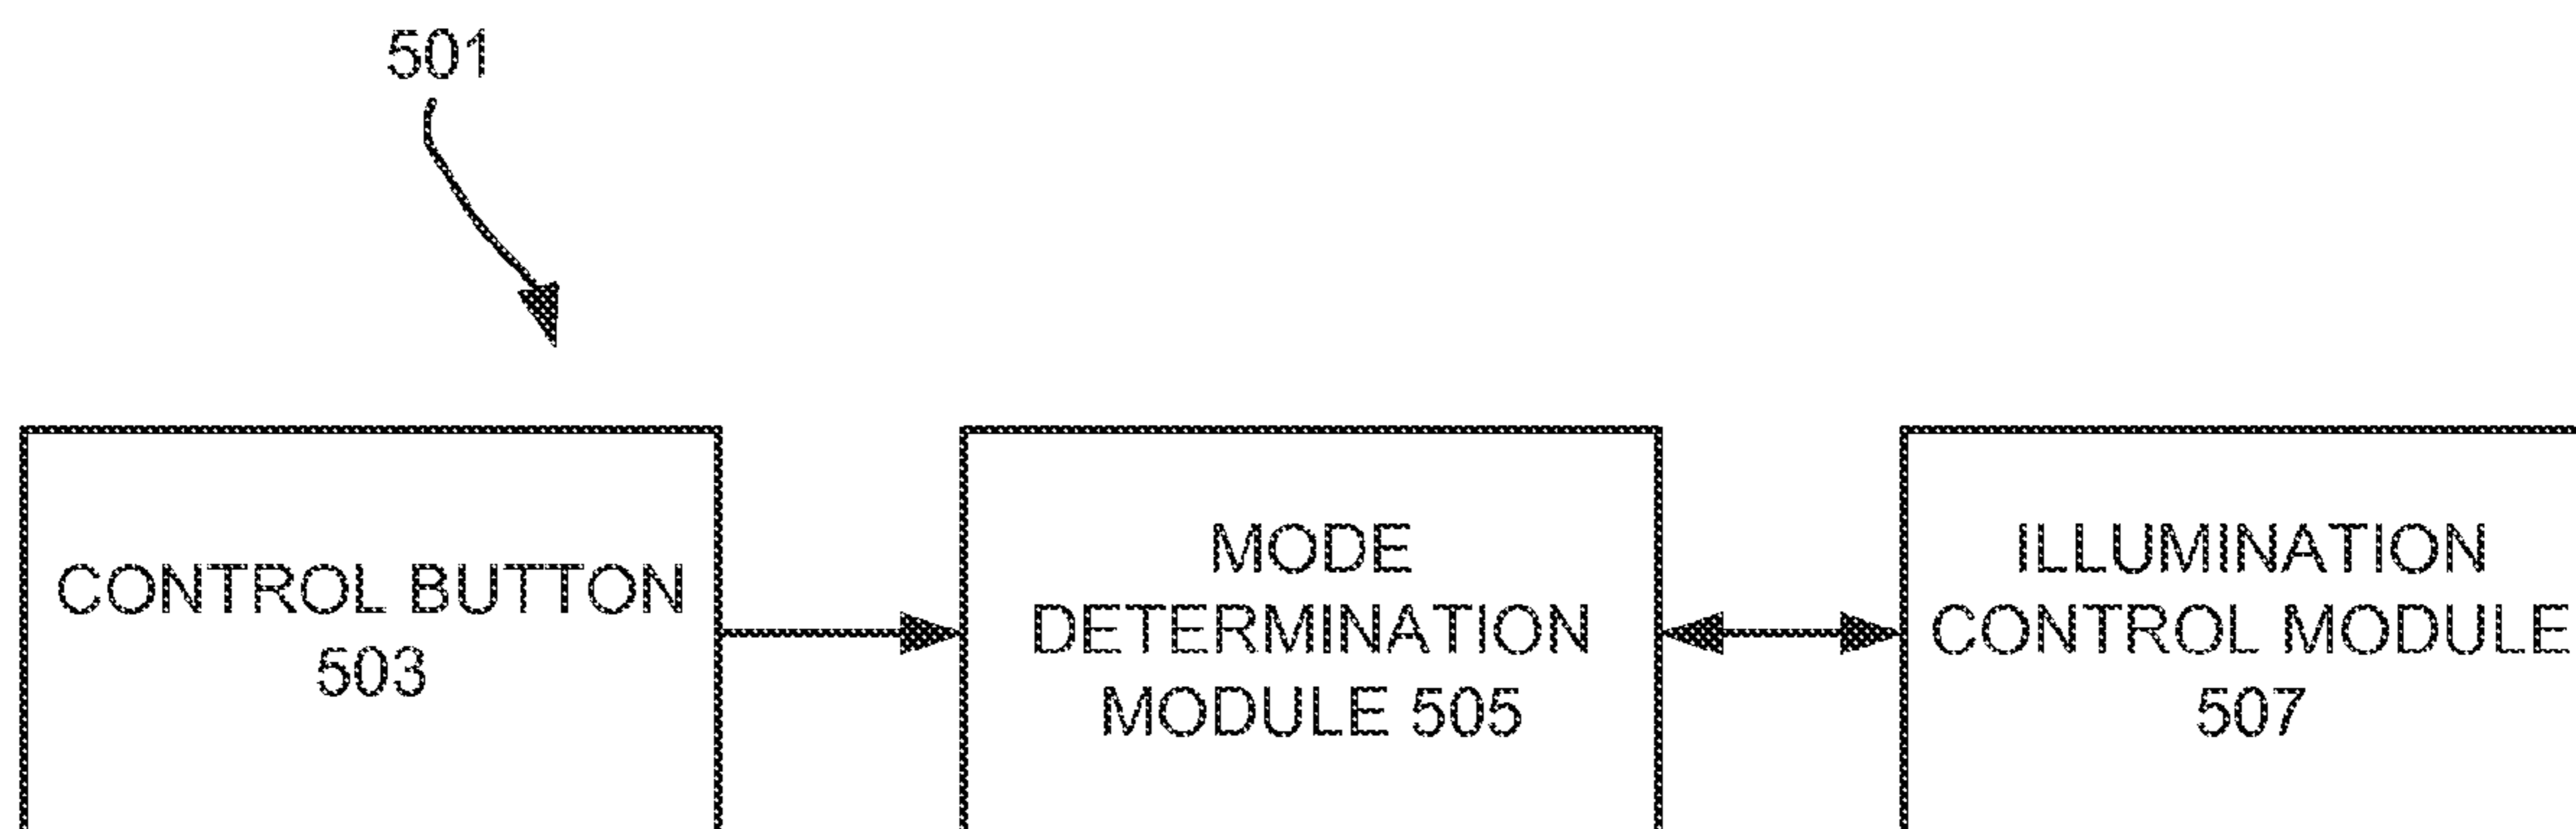 501
CONTROL BUTTON
503
MODE
DETERMINATION
MODULE 505
ILLUMINATION
CONTROL MODULE
507